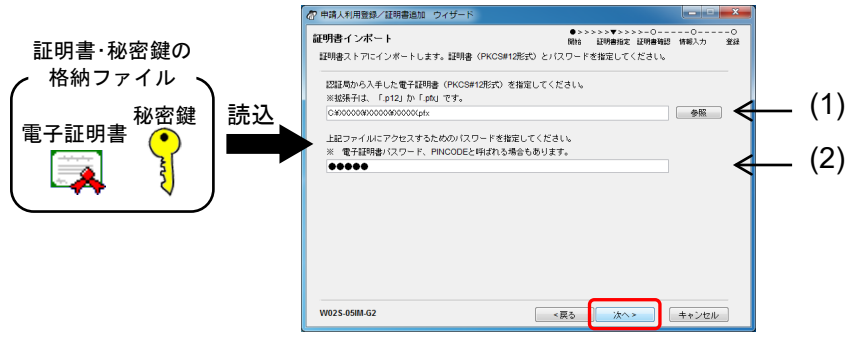 証明書・秘密鍵の
格納ファイル
電子証明書
秘密鍵
読込
申請人利用登録／証明書追加　ウィザード
証明書インポート
●>>>>>▼>>>>>-○-----○-----○
開始　証明書指定　証明書確認　情報入力　登録
証明書ストアにインポートします。証明書（PKCS#12形式）とパスワードを指定してください。
認証局から入手した電子証明書（PKCS#12形式）を指定してください。
※拡張子は、「.p12」か「.pfx」です。
参照
(1)
上記ファイルにアクセスするためのパスワードを指定してください。
※　電子証明書パスワード、PINCODEと呼ばれる場合もあります。
●●●●●
(2)
W02S-05IM-G2
<戻る
次へ>
キャンセル